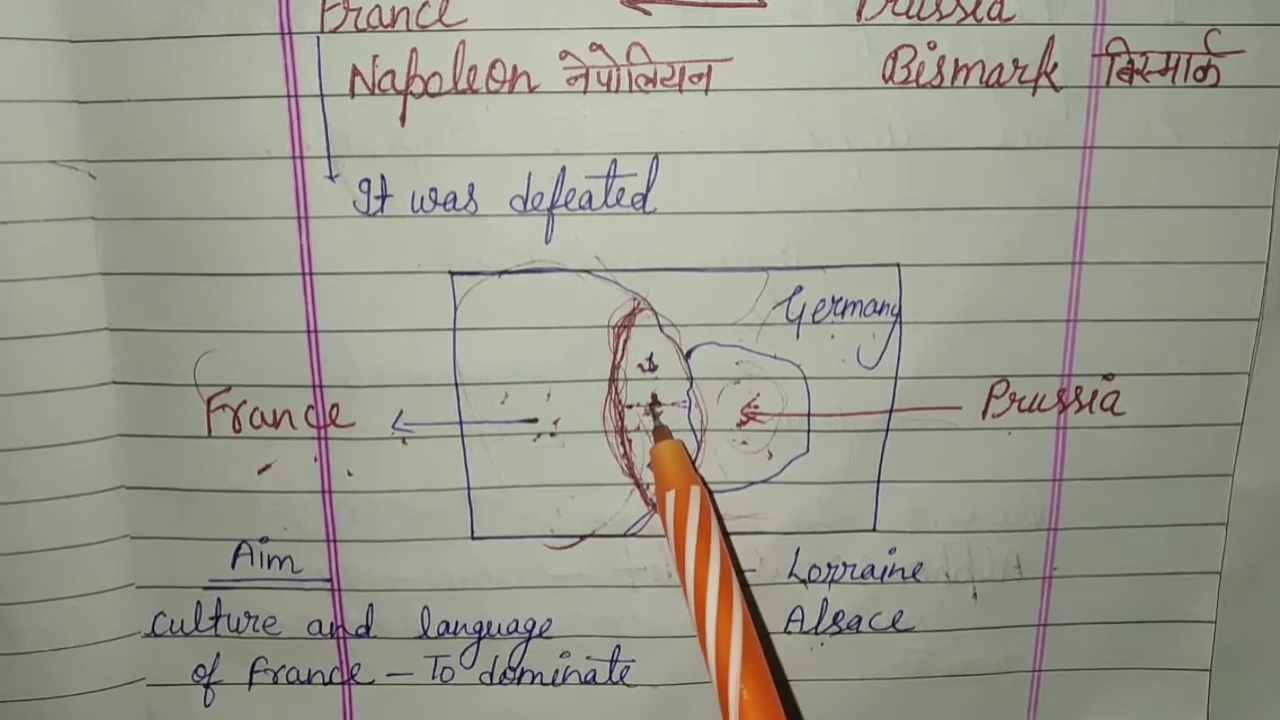 France Prussia
Napoleon नेपोलियन Bismark बिस्मार्क
It was defeated
Germany
France Prussia
Aim Lorraine
culture and language Alsace
of France - To dominate